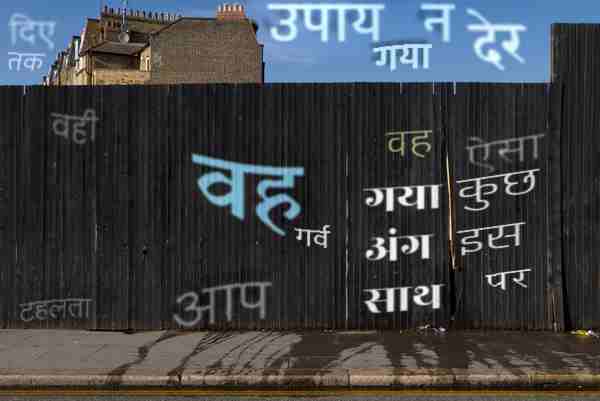 दिए
तक
उपाय न
गया
देर
वही
वह
ऐसा
वह
गया
कुछ
गर्व
अंग
इस
आप
साथ
पर
टहलता